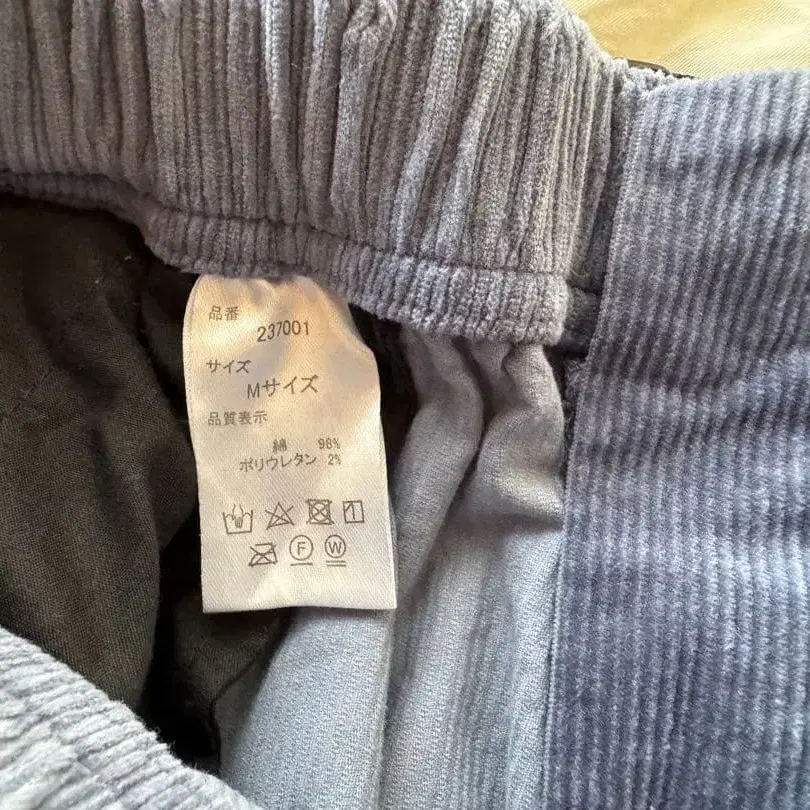 品番
237001
サイズ
Mサイズ
品質表示
綿 98%
ポリウレタン 2%
F W